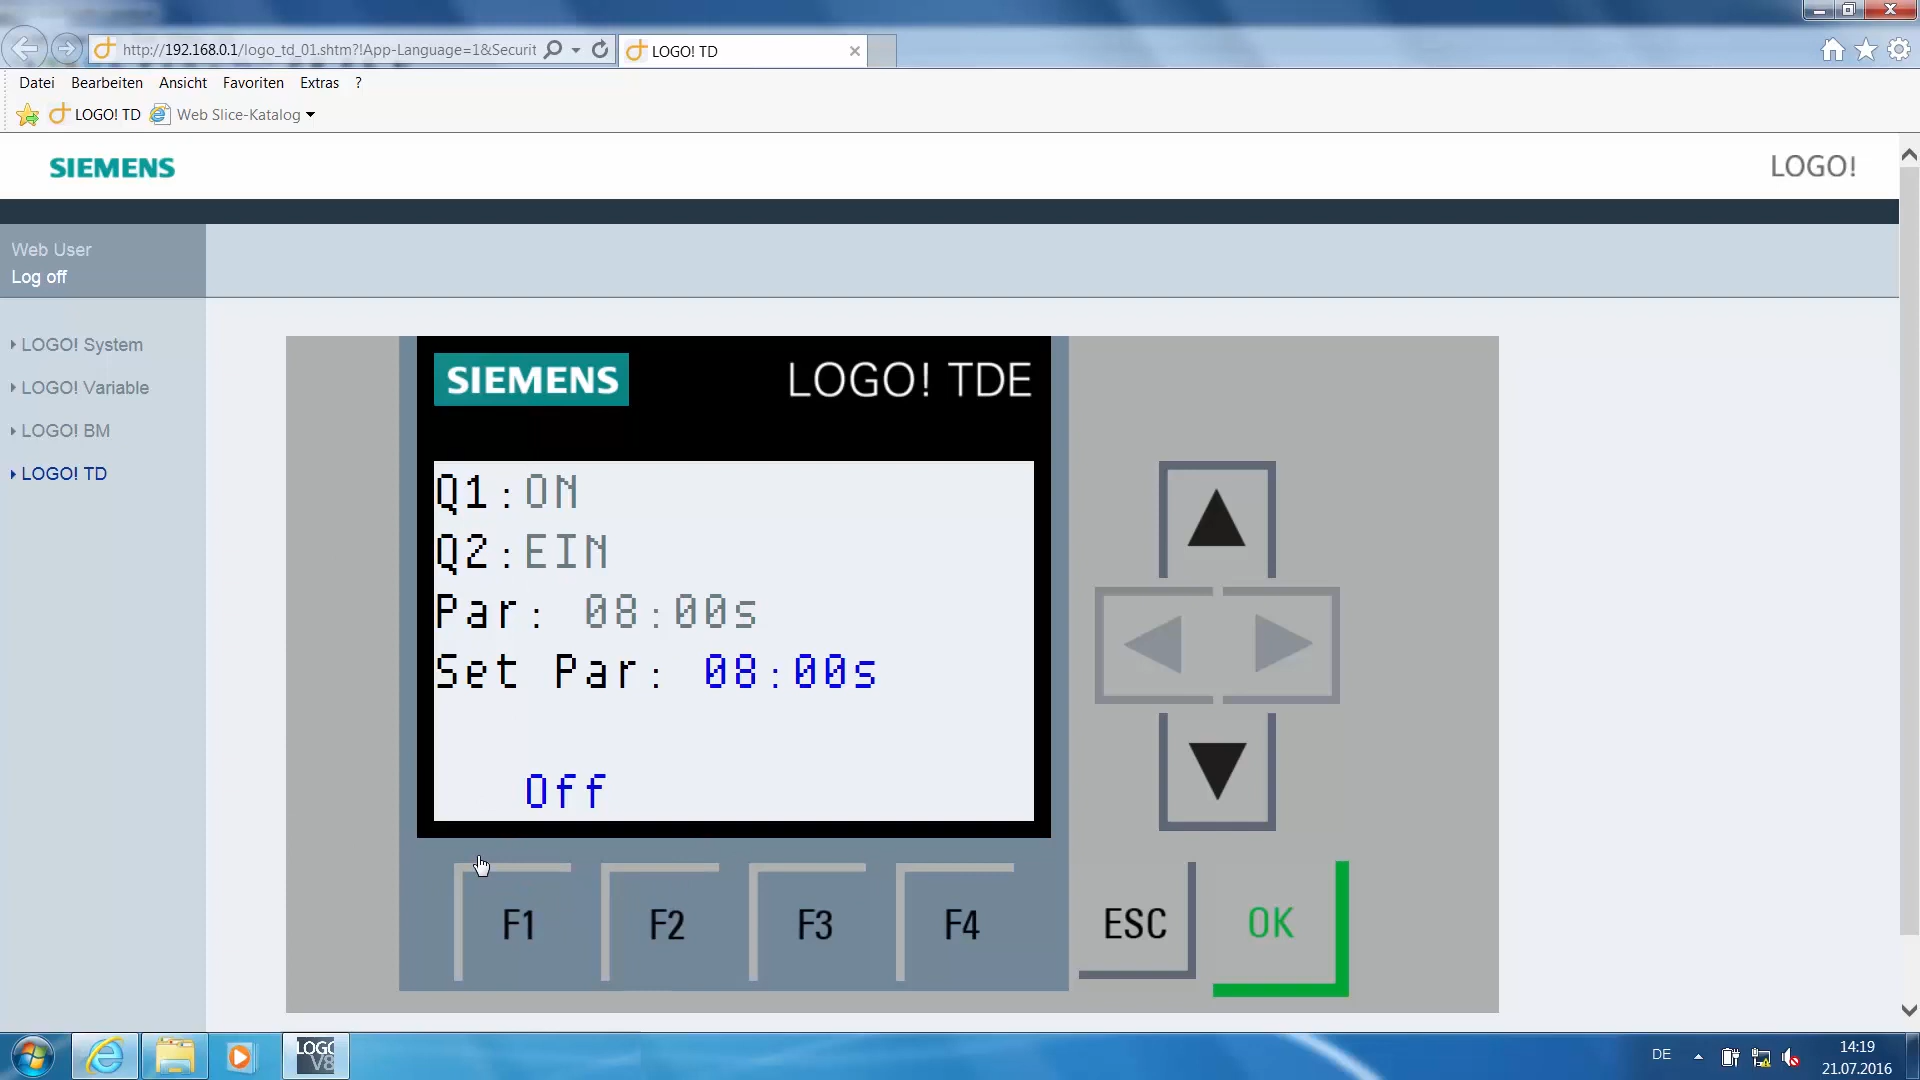 http://192.168.0.1/logo_td_01.shtm?!App-Language=1&Securit
LOGO! TD
Datei Bearbeiten Ansicht Favoriten Extras ?
LOGO! TD Web Slice-Katalog
SIEMENS LOGO!
Web User
Log off
LOGO! System
LOGO! Variable
LOGO! BM
LOGO! TD
SIEMENS LOGO! TDE
Q1:ON
Q2:EIN
Par: 08:00s
Set Par: 08:00s
Off
F1 F2 F3 F4 ESC OK
LOGO
V8
DE
14:19
21.07.2016